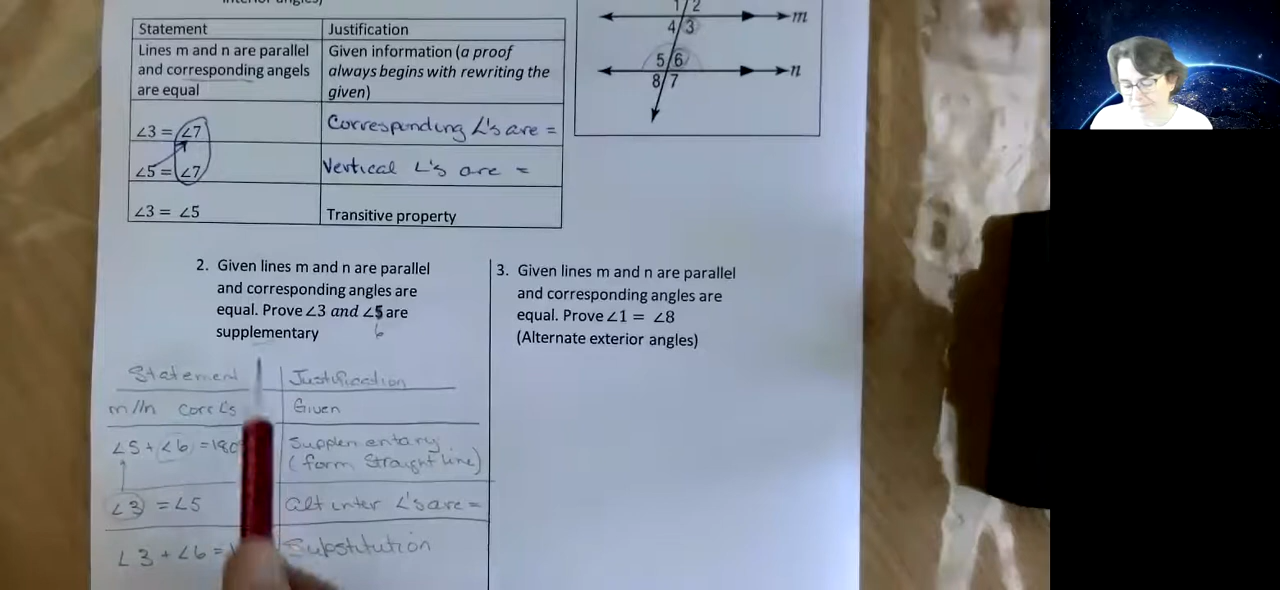 interior angles)
Statement Justification
Lines m and n are parallel
and corresponding angels
are equal
Given information (a proof
always begins with rewriting the
given)
∠3 = ∠7 Corresponding ∠'s are =
∠5 = ∠7 Vertical ∠'s are =
∠3 = ∠5 Transitive property
1 2
4 3
m
5 6
8 7
n
2. Given lines m and n are parallel
and corresponding angles are
equal. Prove ∠3 and ∠5 are
6
supplementary
Statement Justification
m//n Corr ∠'s Given
∠5 + ∠6 = 180 Supplementary
(form straight line)
∠3 = ∠5 alt inter ∠'s are =
∠3 + ∠6 = Substitution
3. Given lines m and n are parallel
and corresponding angles are
equal. Prove ∠1 = ∠8
(Alternate exterior angles)